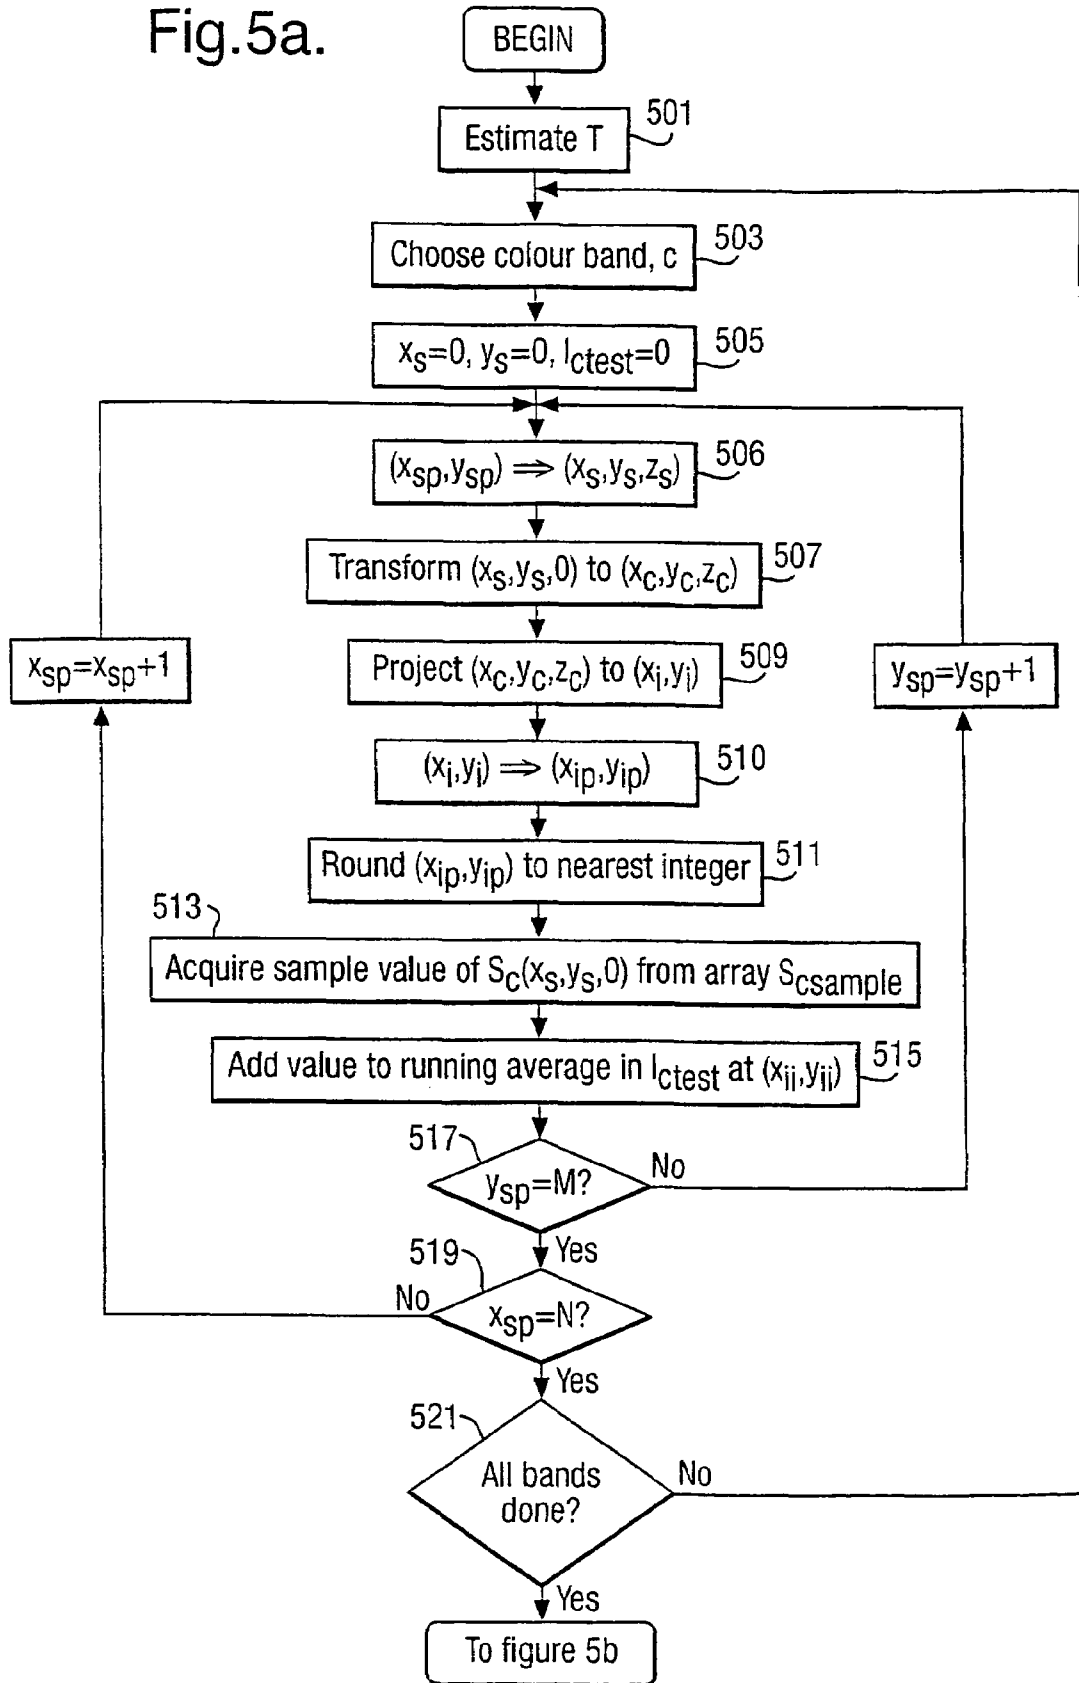 Fig.5a.
BEGIN
Estimate T
501
Choose colour band, c
503
xs=0, ys=0, Ictest=0
505
(xsp,ysp) ⇒ (xs,ys,zs)
506
Transform (xs,ys,0) to (xc,yc,zc)
507
xsp=xsp+1
Project (xc,yc,zc) to (xi,yi)
509
ysp=ysp+1
(xi,yi) ⇒ (xip,yip)
510
Round (xip,yip) to nearest integer
511
513
Acquire sample value of Sc(xs,ys,0) from array Scsample
Add value to running average in Ictest at (xii,yii)
515
517
ysp=M?
No
Yes
519
No
xsp=N?
Yes
521
All bands
done?
No
Yes
To figure 5b